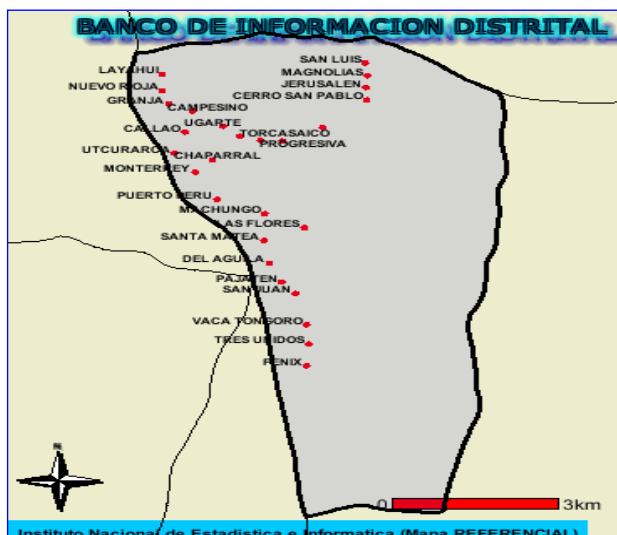 BANCO DE INFORMACION DISTRITAL
SAN LUIS
LAYAHUI
MAGNOLIAS
NUEVO RIOJA
JERUSALEN
GRANJA
CERRO SAN PABLO
CAMPESINO
UGARTE
CALLAO
TORCASAICO
PROGRESIVA
UTCURAROA
CHAPARRAL
MONTERREY
PUERTO PERU
MACHUNGO
LAS FLORES
SANTA MATEA
DEL AGUILA
PAJATEN
SAN JUAN
VACA TONGORO
TRES UNIDOS
FENIX
N
0 3km
Instituto Nacional de Estadistica e Informatica (Mapa REFERENCIAL)